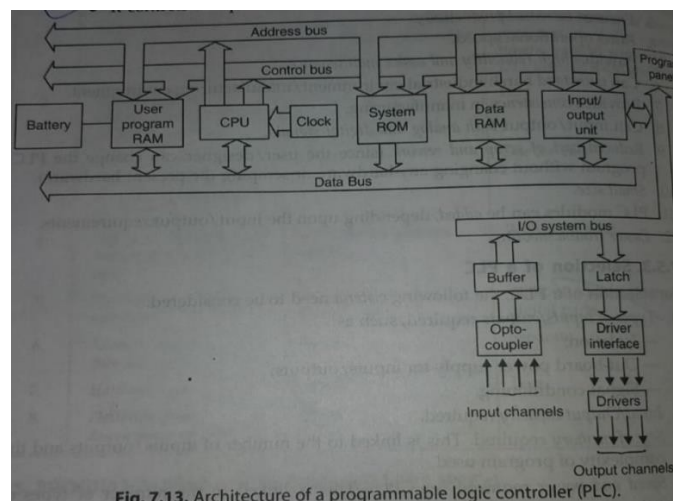 Address bus
Control bus
Program
pane
Battery
User
program
RAM
CPU
Clock
System
ROM
Data
RAM
Input/
output
unit
Data Bus
I/O system bus
Buffer
Latch
Opto-
coupler
Driver
interface
Input channels
Drivers
Output channels
Fig. 7.13. Architecture of a programmable logic controller (PLC).